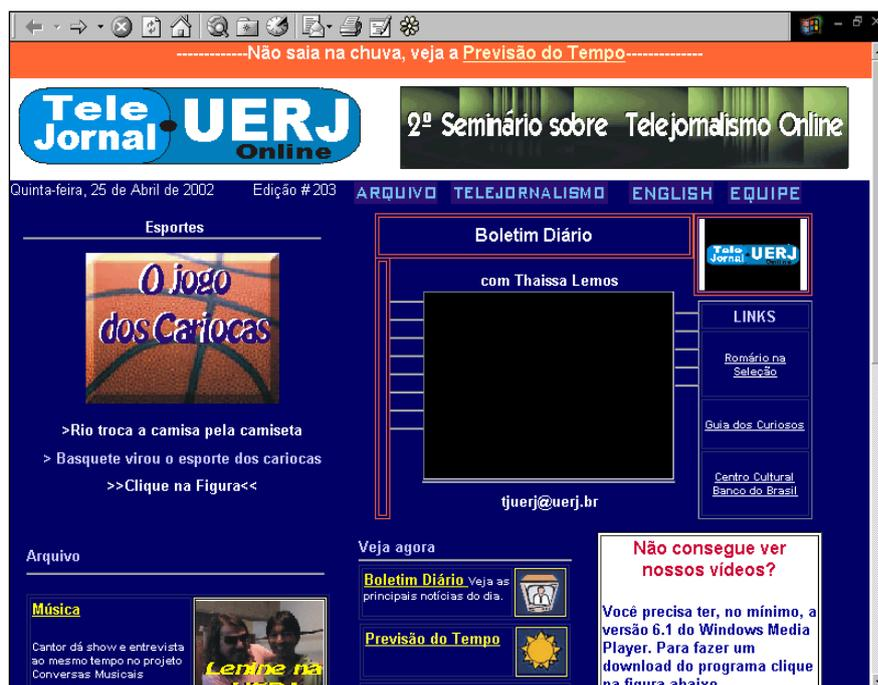 -------------Não saia na chuva, veja a Previsão do Tempo-------------
Tele
Jornal UERJ
Online
2º Seminário sobre Telejornalismo Online
Quinta-feira, 25 de Abril de 2002 Edição #203
ARQUIVO TELEJORNALISMO ENGLISH EQUIPE
Esportes
O jogo
dos Cariocas
>Rio troca a camisa pela camiseta
> Basquete virou o esporte dos cariocas
>>Clique na Figura<<
Boletim Diário
com Thaissa Lemos
tjuerj@uerj.br
Tele
Jornal UERJ
Online
LINKS
Romário na
Seleção
Guia dos Curiosos
Centro Cultural
Banco do Brasil
Arquivo
Música
Cantor dá show e entrevista
ao mesmo tempo no projeto
Conversas Musicais
Lenine na
UERJ
Veja agora
Boletim Diário Veja as
principais notícias do dia.
Previsão do Tempo
Não consegue ver
nossos vídeos?
Você precisa ter, no mínimo, a
versão 6.1 do Windows Media
Player. Para fazer um
download do programa clique
na figura abaixo